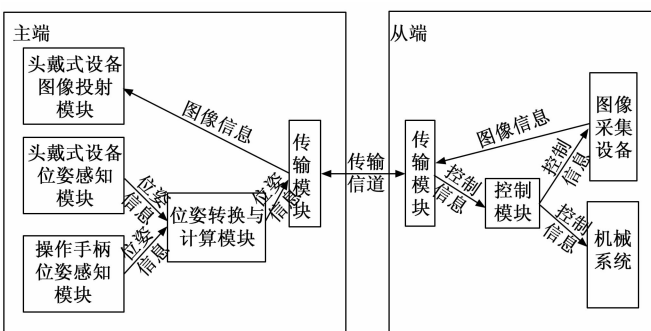 主端
头戴式设备
图像投射
模块
图像信息
头戴式设备
位姿感知
模块
位姿
信息
操作手柄
位姿感知
模块
位姿
信息
位姿转换与
计算模块
位姿
信息
传
输
模
块
传输
信道
从端
传
输
模
块
图像信息
控制
信息
控制
模块
控制
信息
图像
采集
设备
控制
信息
机械
系统